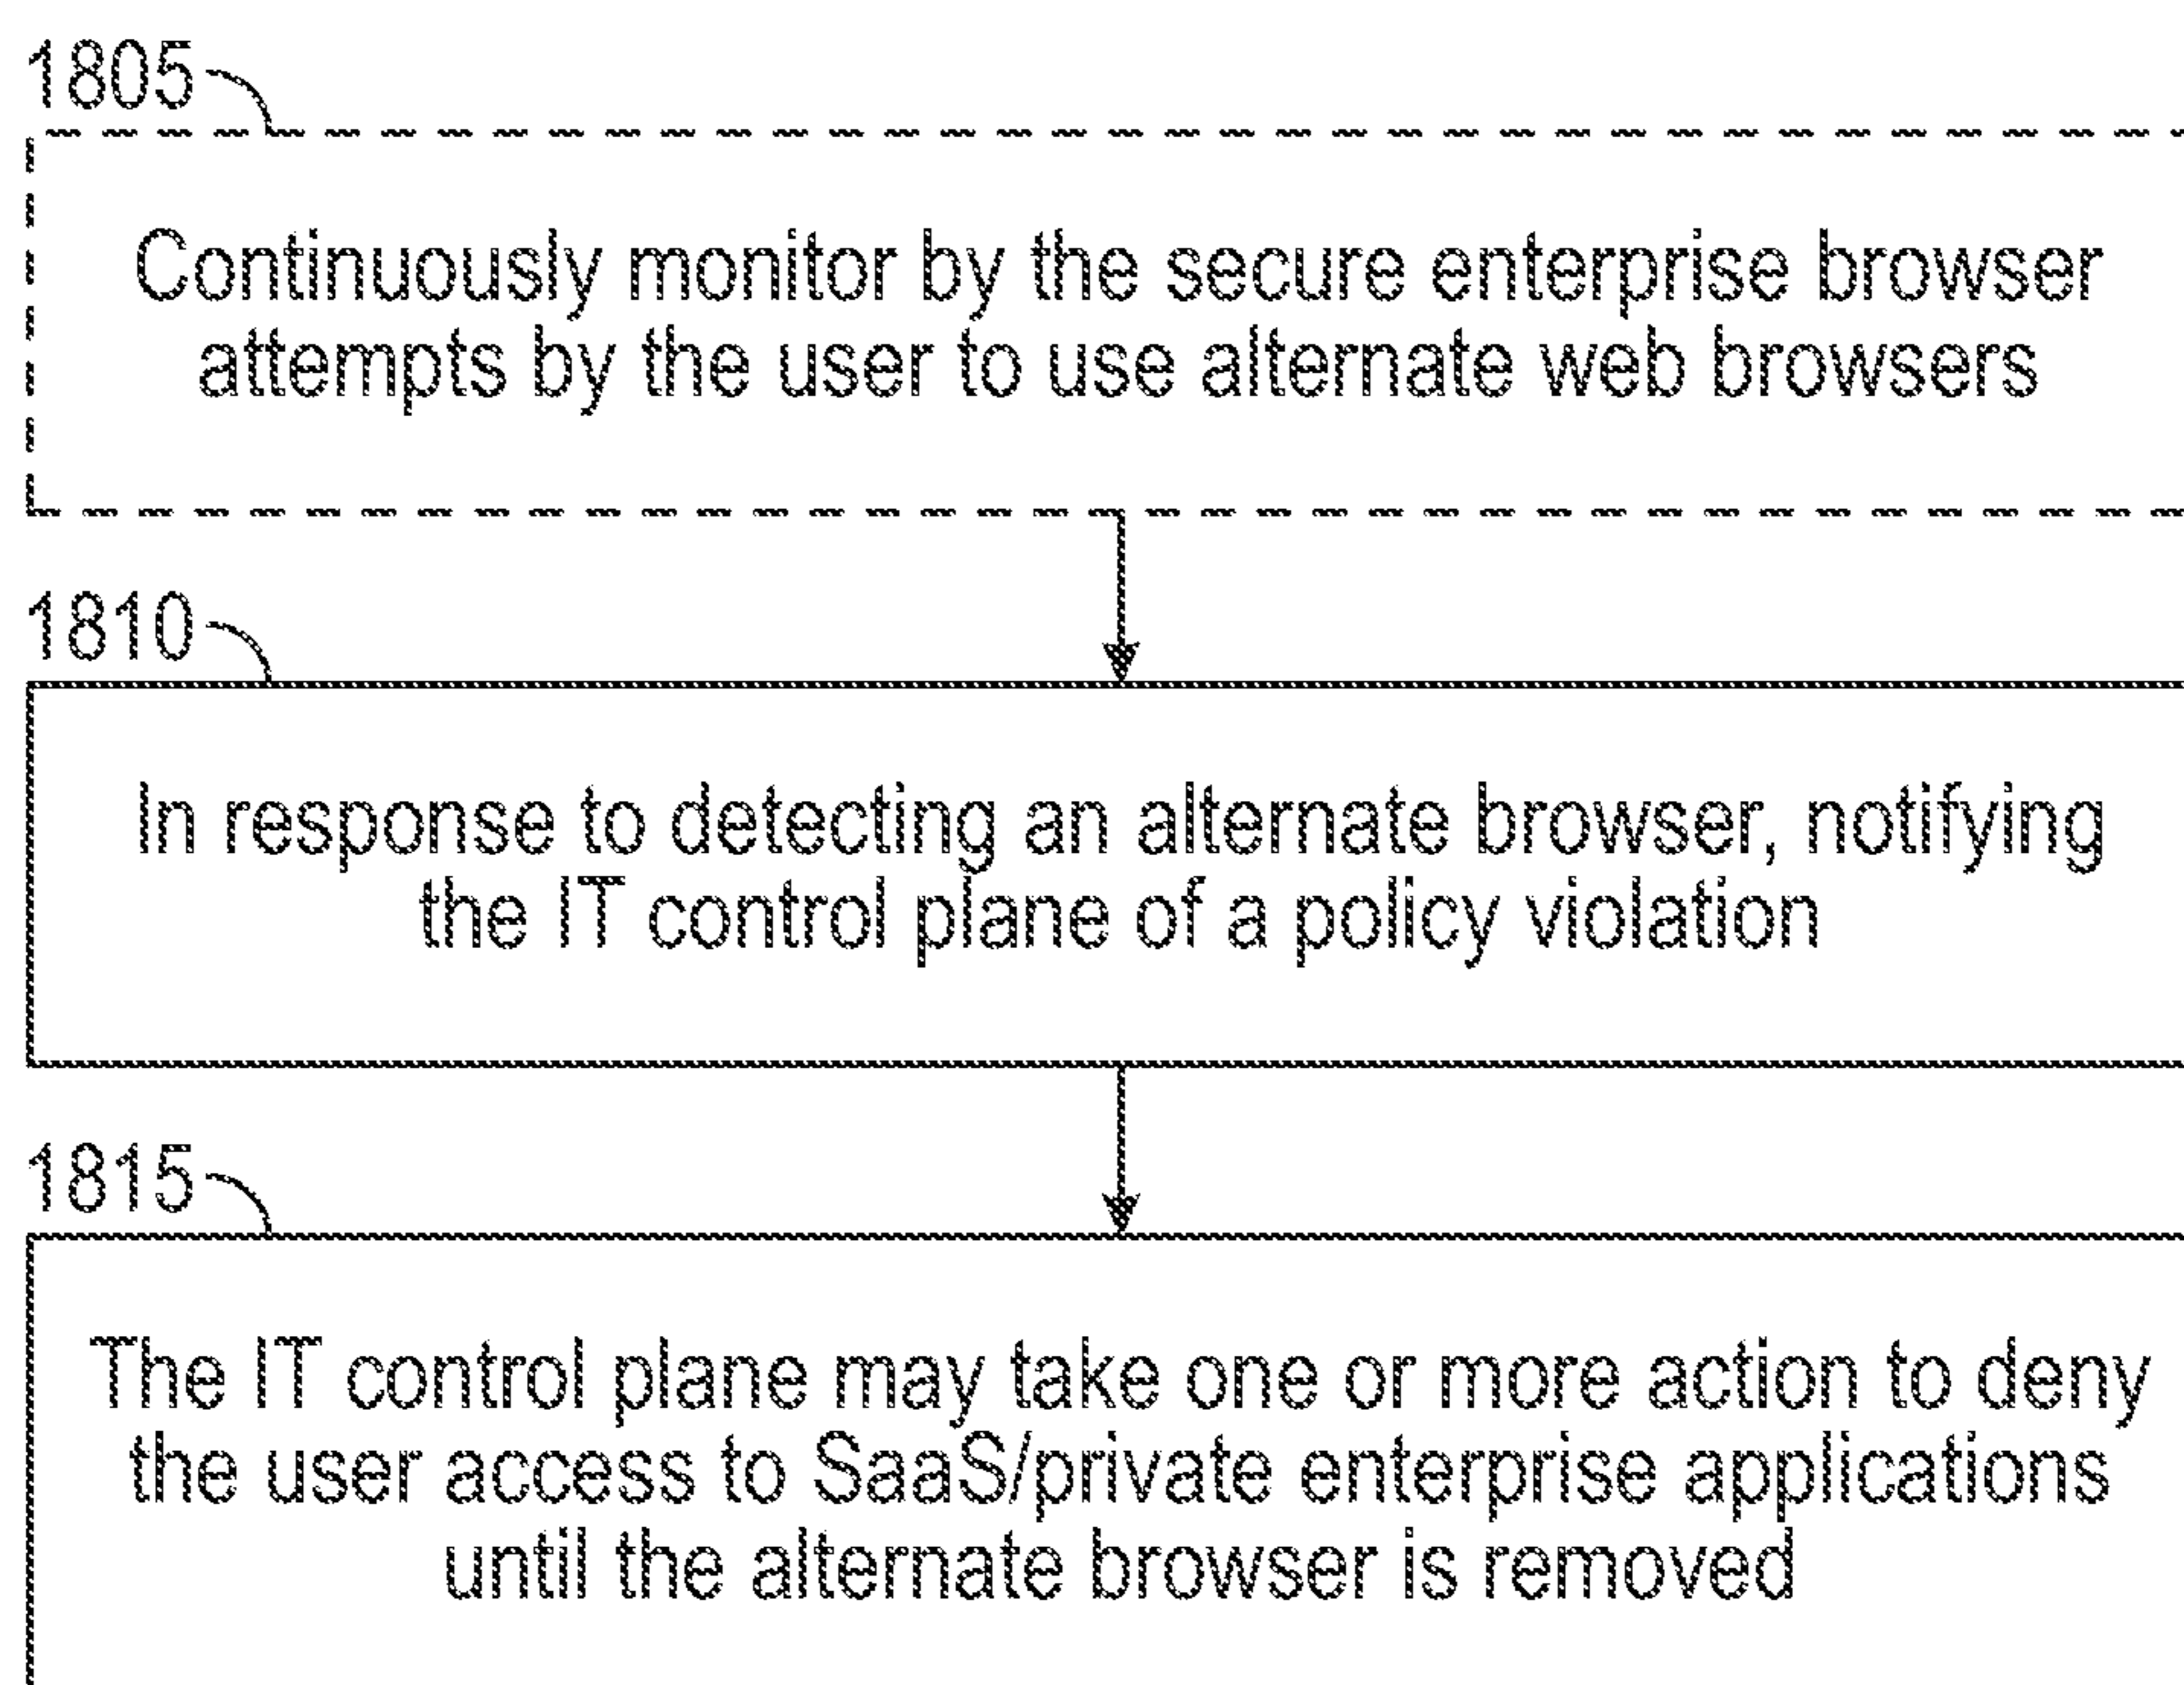 1805
Continuously monitor by the secure enterprise browser
attempts by the user to use alternate web browsers
1810
In response to detecting an alternate browser, notifying
the IT control plane of a policy violation
1815
The IT control plane may take one or more action to deny
the user access to SaaS/private enterprise applications
until the alternate browser is removed